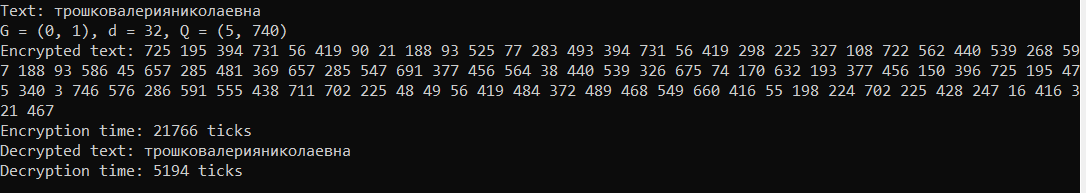 Text: трошковалерияниколаевна
G = (0, 1), d = 32, Q = (5, 740)
Encrypted text: 725 195 394 731 56 419 90 21 188 93 525 77 283 493 394 731 56 419 298 225 327 108 722 562 440 539 268 59
7 188 93 586 45 657 285 481 369 657 285 547 691 377 456 564 38 440 539 326 675 74 170 632 193 377 456 150 396 725 195 47
5 340 3 746 576 286 591 555 438 711 702 225 48 49 56 419 484 372 489 468 549 660 416 55 198 224 702 225 428 247 16 416 3
21 467
Encryption time: 21766 ticks
Decrypted text: трошковалерияниколаевна
Decryption time: 5194 ticks